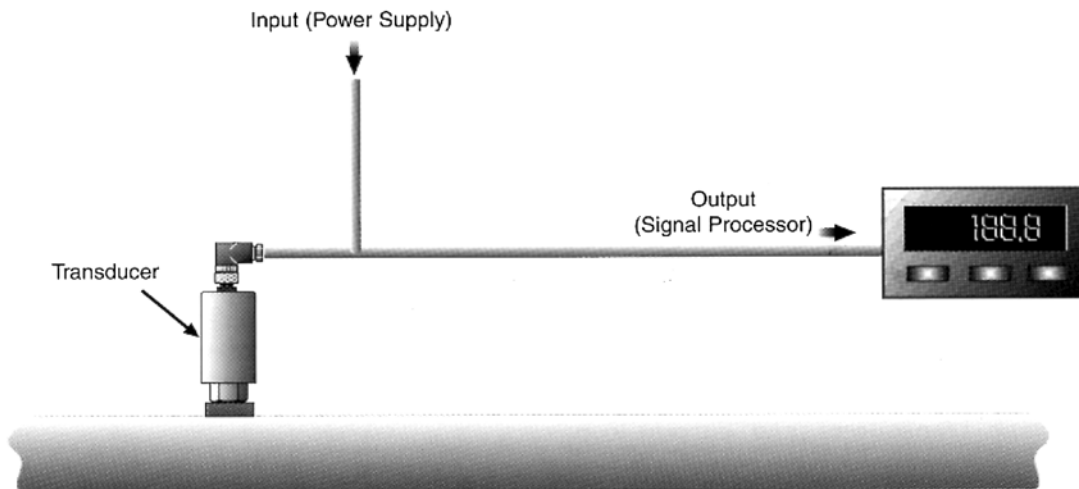 Input (Power Supply)
Output
(Signal Processor)
188.8
Transducer